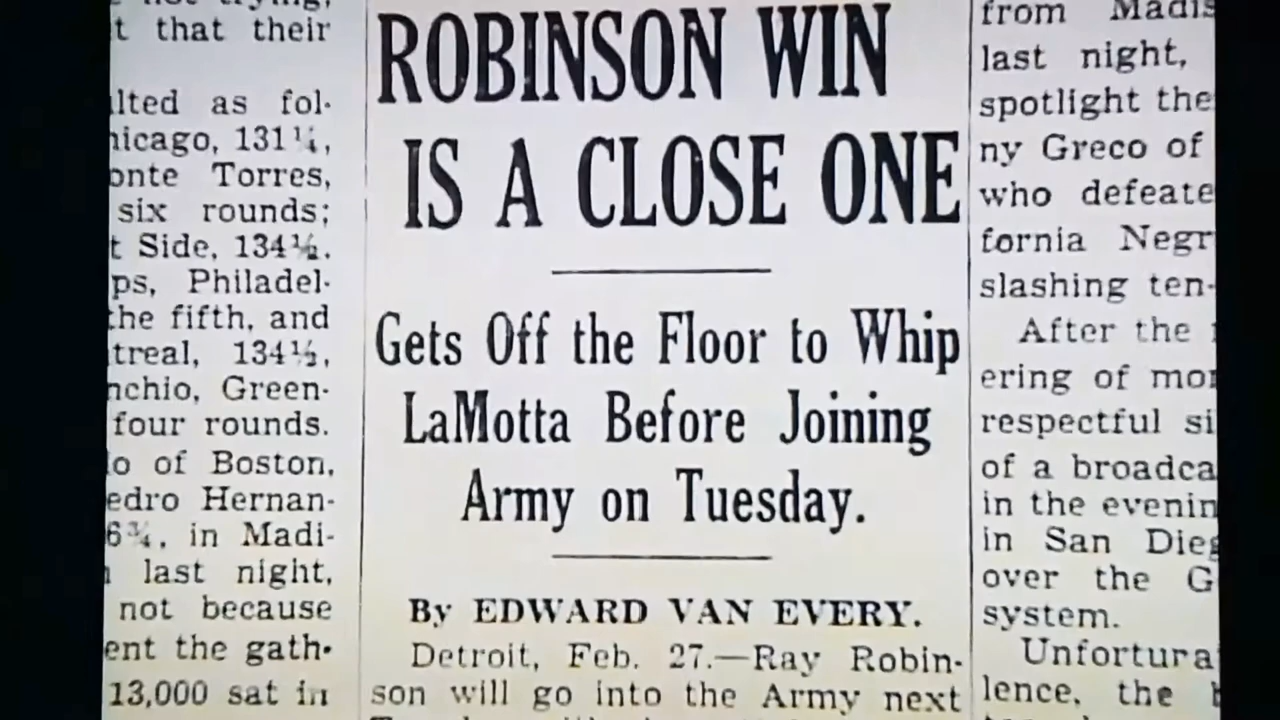 t that their
lted as fol-
hicago, 131¼,
onte Torres,
six rounds;
t Side, 134½.
ps, Philadel-
the fifth, and
treal, 134½,
nchio, Green-
four rounds.
o of Boston,
edro Hernan-
6¾, in Madi-
last night,
not because
ent the gath-
13,000 sat in
ROBINSON WIN
IS A CLOSE ONE
Gets Off the Floor to Whip
LaMotta Before Joining
Army on Tuesday.
By EDWARD VAN EVERY.
Detroit, Feb. 27.—Ray Robin-
son will go into the Army next
from Madis
last night,
spotlight the
ny Greco of
who defeate
fornia Negr
slashing ten-
After the
ering of mor
respectful si
of a broadca
in the evenin
in San Dieg
over the G
system.
Unfortuna
lence, the